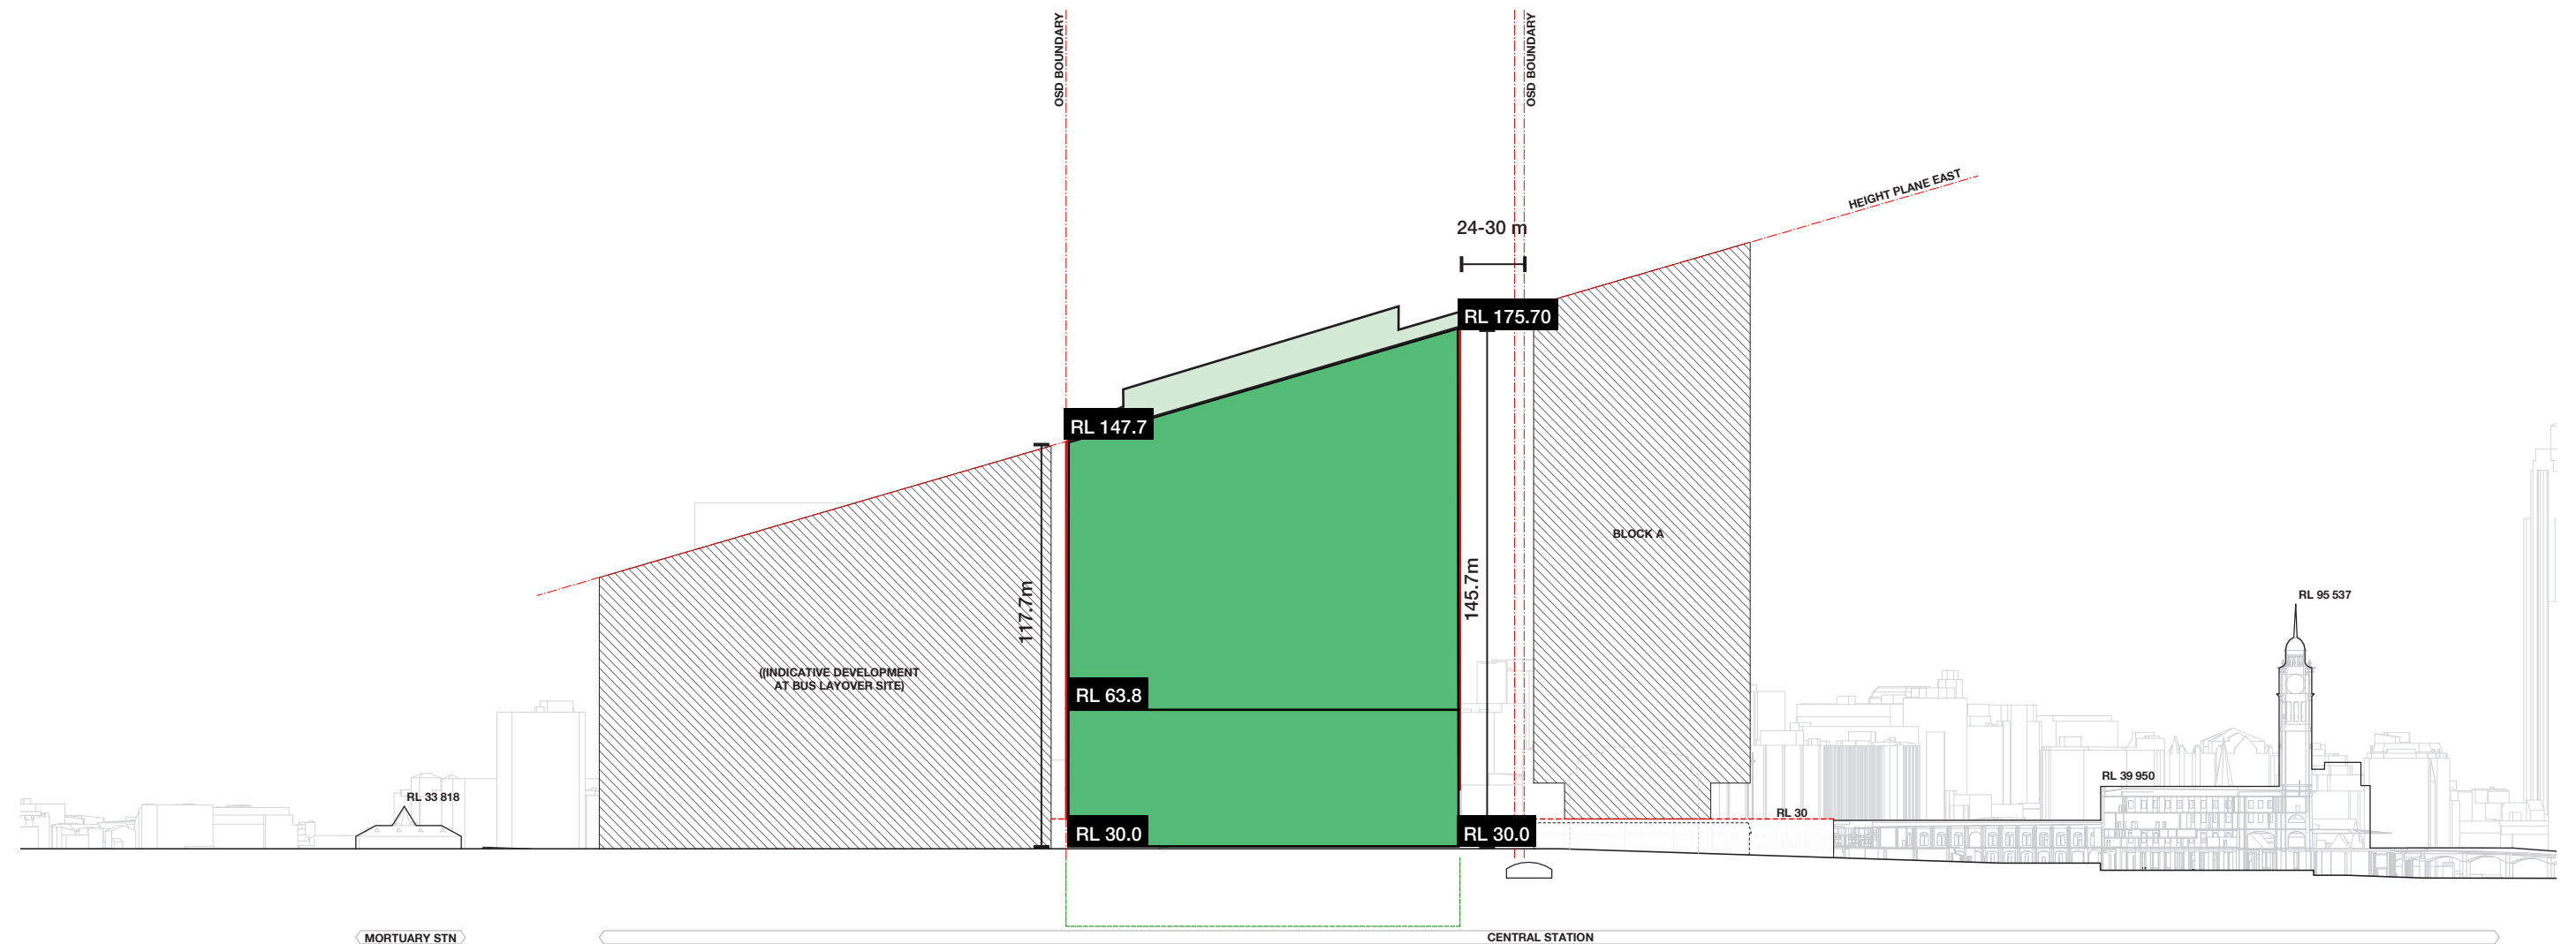 OSD BOUNDARY
OSD BOUNDARY
HEIGHT PLANE EAST
24-30 m
RL 175.70
RL 147.7
BLOCK A
117.7m
145.7m
RL 95 537
((INDICATIVE DEVELOPMENT
AT BUS LAYOVER SITE)
RL 63.8
RL 39 950
RL 33 818
RL 30
RL 30.0
RL 30.0
MORTUARY STN
CENTRAL STATION